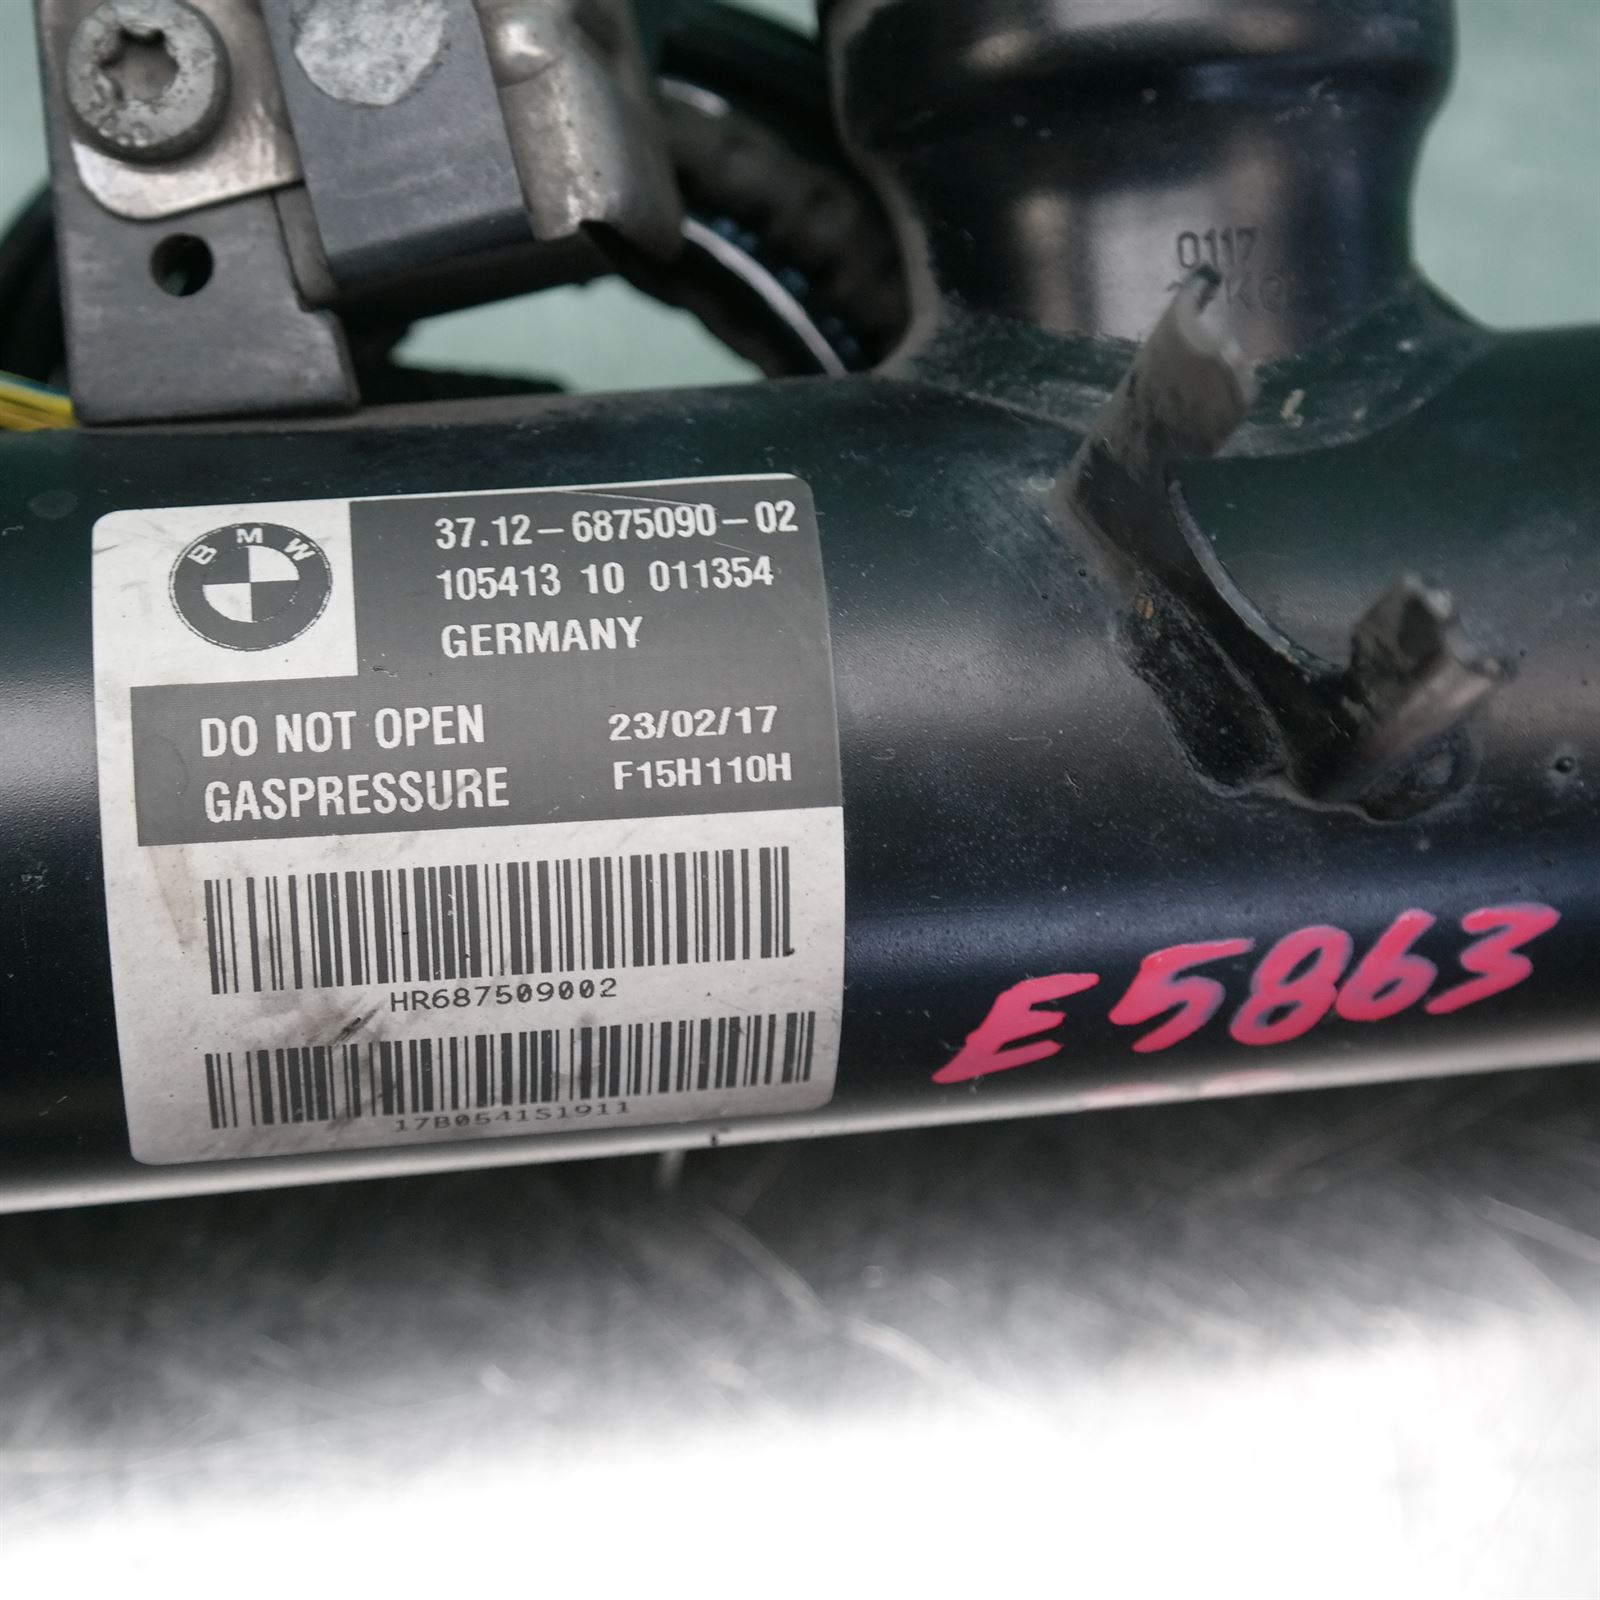 0117
BMW
37.12-6875090-02
105413 10 011354
GERMANY
DO NOT OPEN
GASPRESSURE
23/02/17
F15H110H
HR687509002
17B0541S1911
E5863